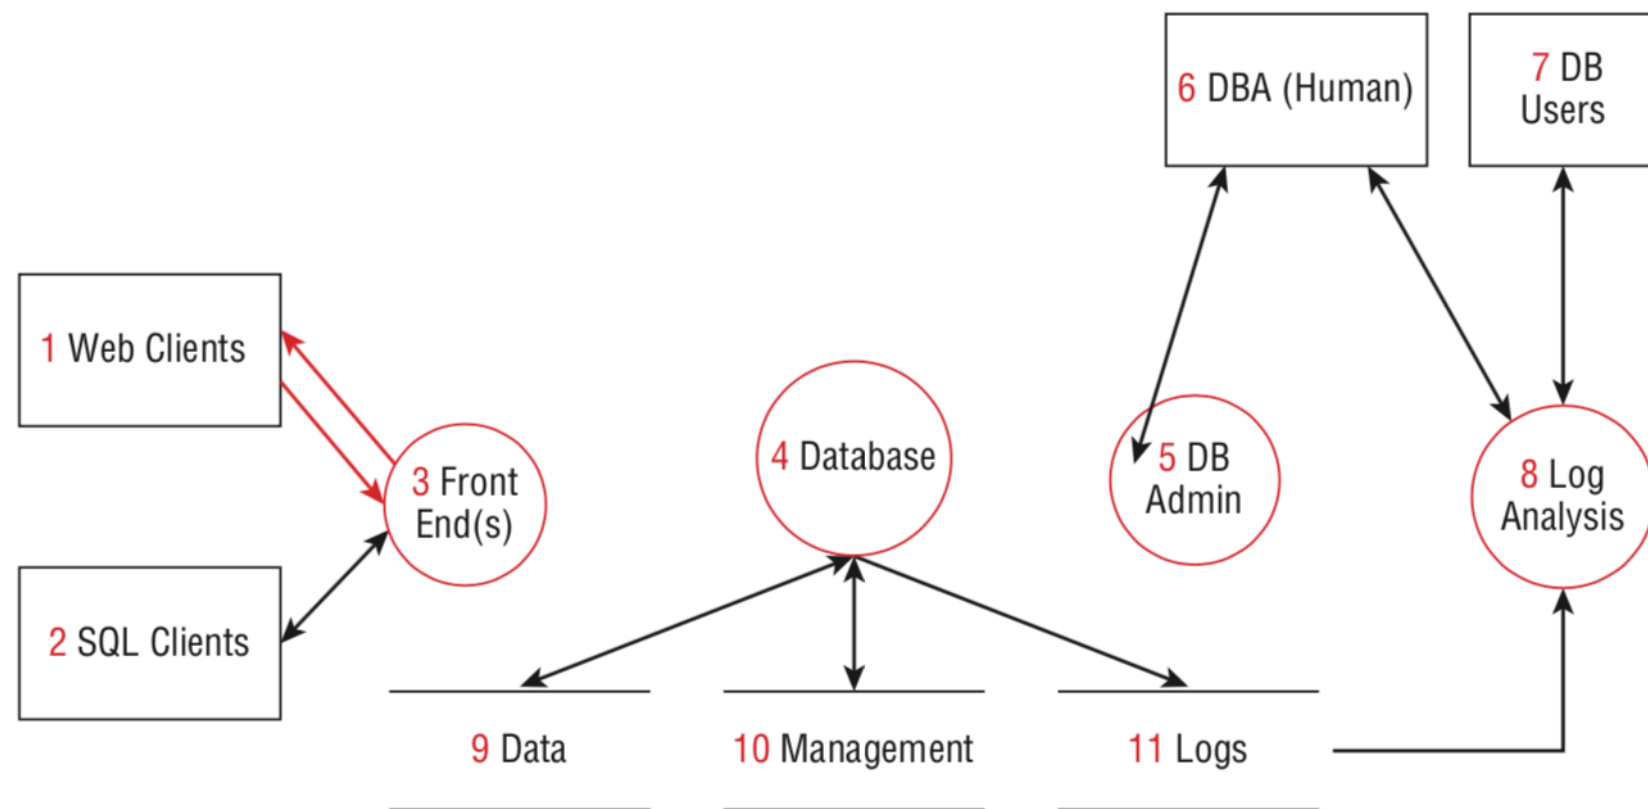 6 DBA (Human)
7 DB
Users
1 Web Clients
3 Front
End(s)
4 Database
5 DB
Admin
8 Log
Analysis
2 SQL Clients
9 Data
10 Management
11 Logs